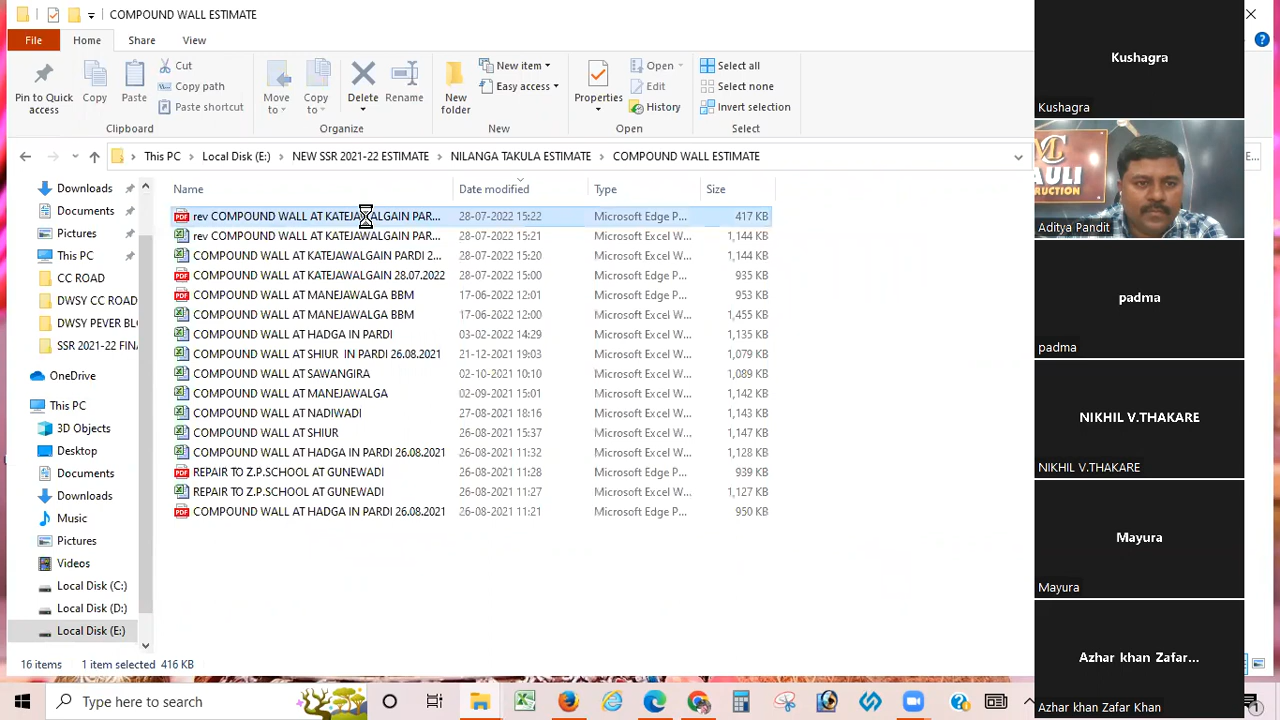 COMPOUND WALL ESTIMATE
File Home Share View
Pin to Quick access
Copy
Paste
Cut
Copy path
Paste shortcut
Clipboard
Move to
Copy to
Delete
Rename
Organize
New folder
New item
Easy access
New
Properties
Open
Edit
History
Open
Select all
Select none
Invert selection
Select
This PC > Local Disk (E:) > NEW SSR 2021-22 ESTIMATE > NILANGA TAKULA ESTIMATE > COMPOUND WALL ESTIMATE
Downloads
Documents
Pictures
This PC
CC ROAD
DWSY CC ROAD
DWSY PEVER BL
SSR 2021-22 FINA
OneDrive
This PC
3D Objects
Desktop
Documents
Downloads
Music
Pictures
Videos
Local Disk (C:)
Local Disk (D:)
Local Disk (E:)
Name Date modified Type Size
rev COMPOUND WALL AT KATEJAWALGAIN PAR... 28-07-2022 15:22 Microsoft Edge P... 417 KB
rev COMPOUND WALL AT KATEJAWALGAIN PAR... 28-07-2022 15:21 Microsoft Excel W... 1,144 KB
COMPOUND WALL AT KATEJAWALGAIN PARDI 2... 28-07-2022 15:20 Microsoft Excel W... 1,144 KB
COMPOUND WALL AT KATEJAWALGAIN 28.07.2022 28-07-2022 15:00 Microsoft Edge P... 935 KB
COMPOUND WALL AT MANEJAWALGA BBM 17-06-2022 12:01 Microsoft Edge P... 953 KB
COMPOUND WALL AT MANEJAWALGA BBM 17-06-2022 12:00 Microsoft Excel W... 1,455 KB
COMPOUND WALL AT HADGA IN PARDI 03-02-2022 14:29 Microsoft Excel W... 1,135 KB
COMPOUND WALL AT SHIUR IN PARDI 26.08.2021 21-12-2021 19:03 Microsoft Excel W... 1,079 KB
COMPOUND WALL AT SAWANGIRA 02-10-2021 10:10 Microsoft Excel W... 1,089 KB
COMPOUND WALL AT MANEJAWALGA 02-09-2021 15:01 Microsoft Excel W... 1,142 KB
COMPOUND WALL AT NADIWADI 27-08-2021 18:16 Microsoft Excel W... 1,143 KB
COMPOUND WALL AT SHIUR 26-08-2021 15:37 Microsoft Excel W... 1,147 KB
COMPOUND WALL AT HADGA IN PARDI 26.08.2021 26-08-2021 11:32 Microsoft Excel W... 1,128 KB
REPAIR TO Z.P.SCHOOL AT GUNEWADI 26-08-2021 11:28 Microsoft Edge P... 939 KB
REPAIR TO Z.P.SCHOOL AT GUNEWADI 26-08-2021 11:27 Microsoft Excel W... 1,127 KB
COMPOUND WALL AT HADGA IN PARDI 26.08.2021 26-08-2021 11:21 Microsoft Edge P... 950 KB
16 items 1 item selected 416 KB
Type here to search
E...
Kushagra
Kushagra
AULI
RUCTION
Aditya Pandit
padma
padma
NIKHIL V.THAKARE
NIKHIL V.THAKARE
Mayura
Mayura
Azhar khan Zafar...
Azhar khan Zafar Khan